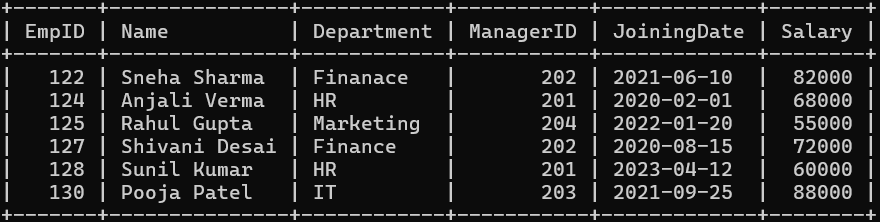 +-------+---------------+------------+-----------+-------------+--------+
| EmpID | Name          | Department | ManagerID | JoiningDate | Salary |
+-------+---------------+------------+-----------+-------------+--------+
|   122 | Sneha Sharma  | Finanace   |       202 | 2021-06-10  |  82000 |
|   124 | Anjali Verma  | HR         |       201 | 2020-02-01  |  68000 |
|   125 | Rahul Gupta   | Marketing  |       204 | 2022-01-20  |  55000 |
|   127 | Shivani Desai | Finance    |       202 | 2020-08-15  |  72000 |
|   128 | Sunil Kumar   | HR         |       201 | 2023-04-12  |  60000 |
|   130 | Pooja Patel   | IT         |       203 | 2021-09-25  |  88000 |
+-------+---------------+------------+-----------+-------------+--------+